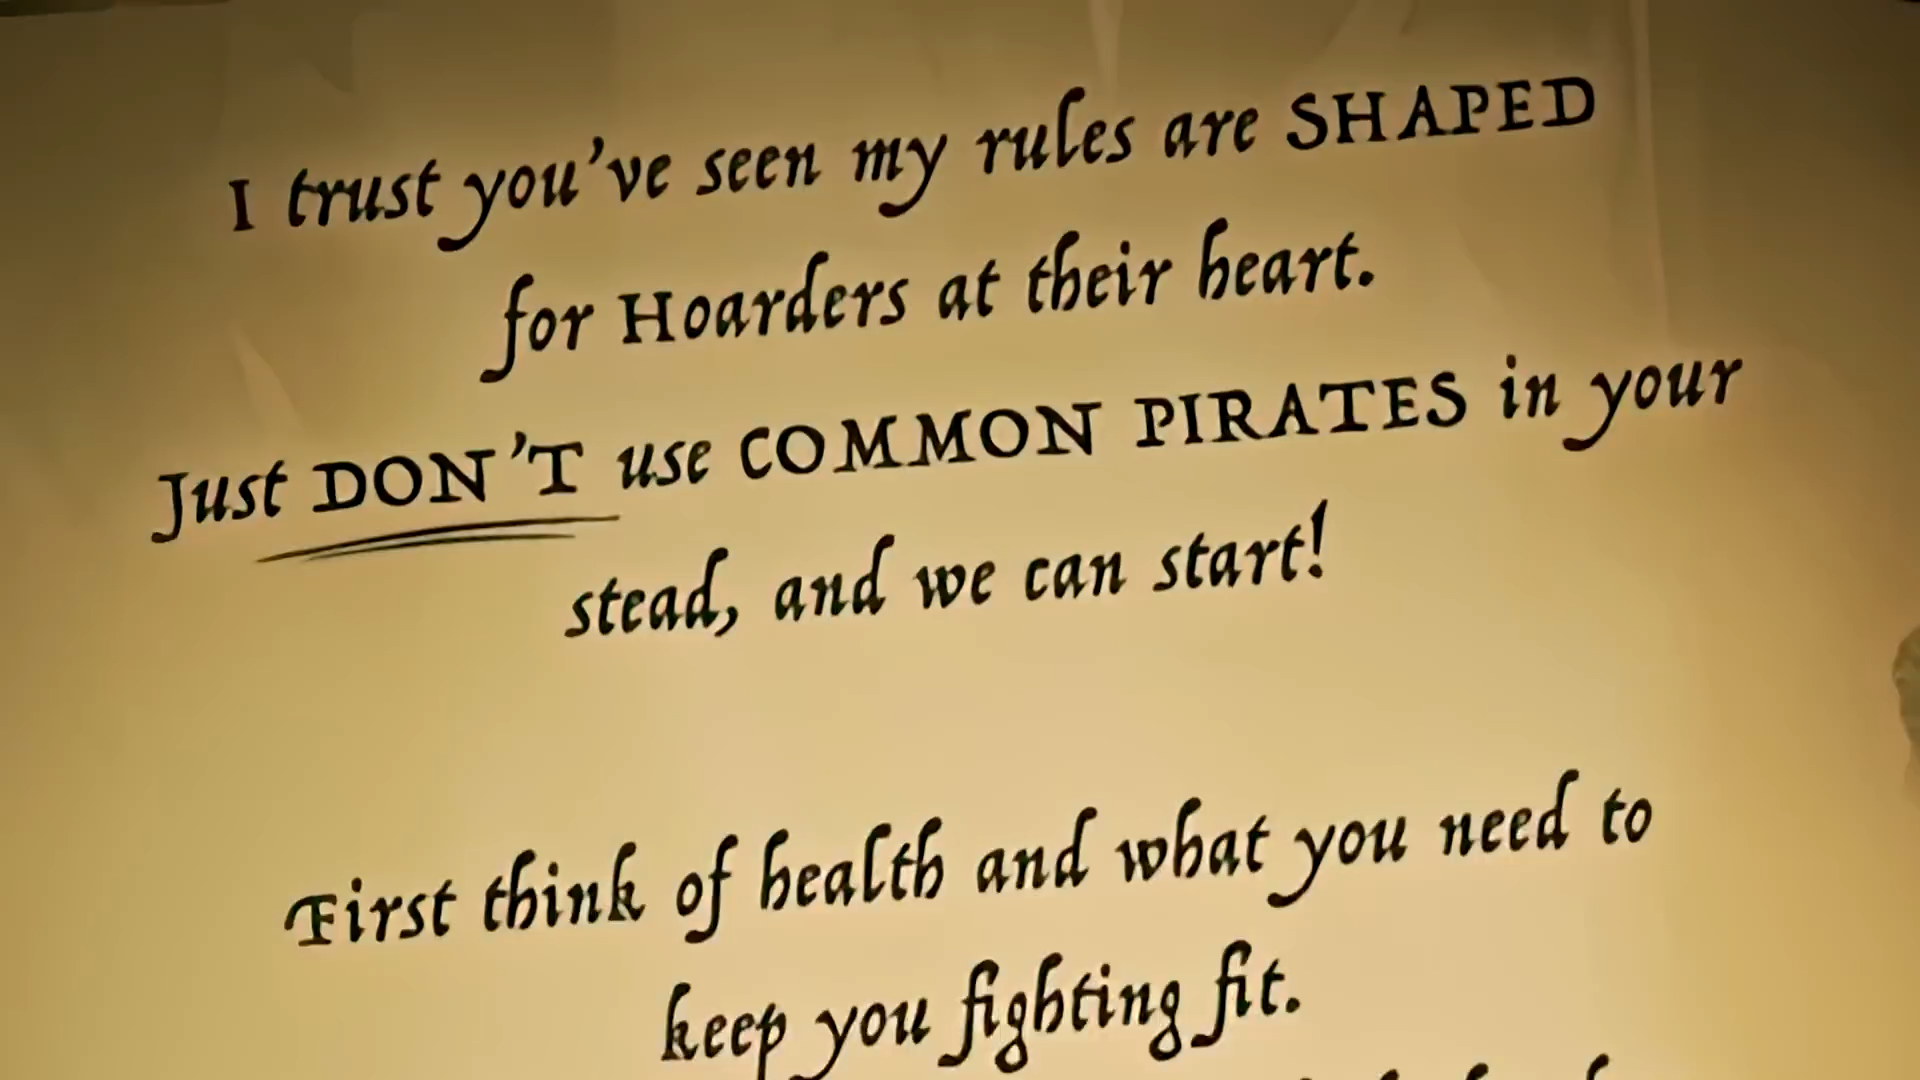 I trust you've seen my rules are SHAPED
for Hoarders at their heart.
Just DON'T use COMMON PIRATES in your
stead, and we can start!
First think of health and what you need to
keep you fighting fit.